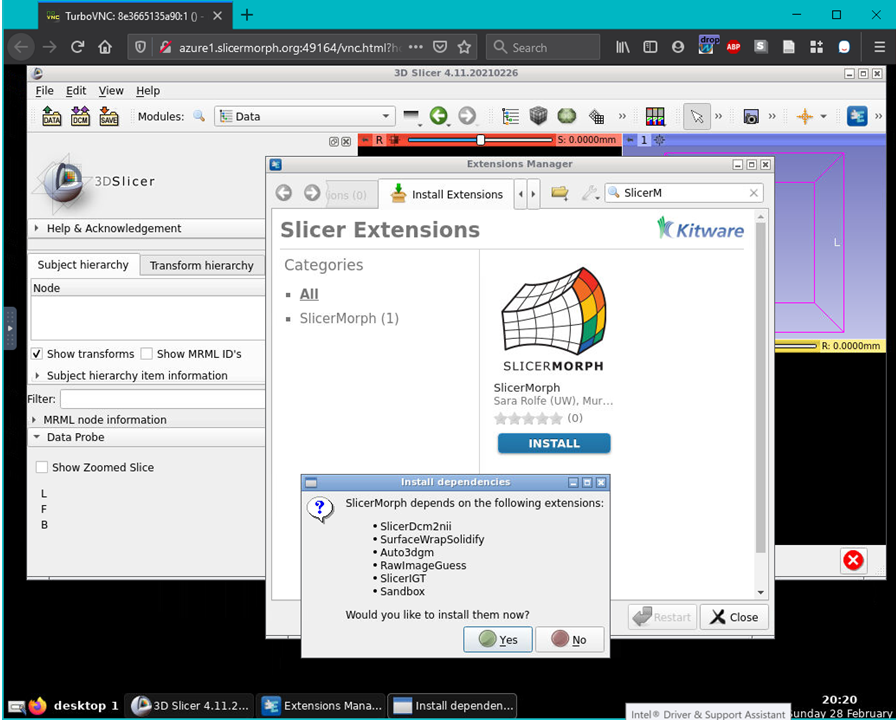 TurboVNC: 8e3665135a90:1 () -
azure1.slicermorph.org:49164/vnc.html?h
Search
3D Slicer 4.11.20210226
File Edit View Help
DATA DCM SAVE Modules: Data
R S: 0.0000mm 1
3DSlicer
Help & Acknowledgement
Subject hierarchy Transform hierarchy
Node
Show transforms Show MRML ID's
Subject hierarchy item information
Filter:
MRML node information
Data Probe
Show Zoomed Slice
L
F
B
Extensions Manager
ons (0) Install Extensions SlicerM
Slicer Extensions
Kitware
Categories
All
SlicerMorph (1)
SLICERMORPH
SlicerMorph
Sara Rolfe (UW), Mur...
(0)
INSTALL
L
R: 0.0000mm
Install dependencies
SlicerMorph depends on the following extensions:
• SlicerDcm2nii
• SurfaceWrapSolidify
• Auto3dgm
• RawImageGuess
• SlicerIGT
• Sandbox
Would you like to install them now?
Yes No
Restart Close
desktop 1 3D Slicer 4.11.2... Extensions Mana... Install dependen...
20:20
Intel® Driver & Support Assistant
unday 28 February